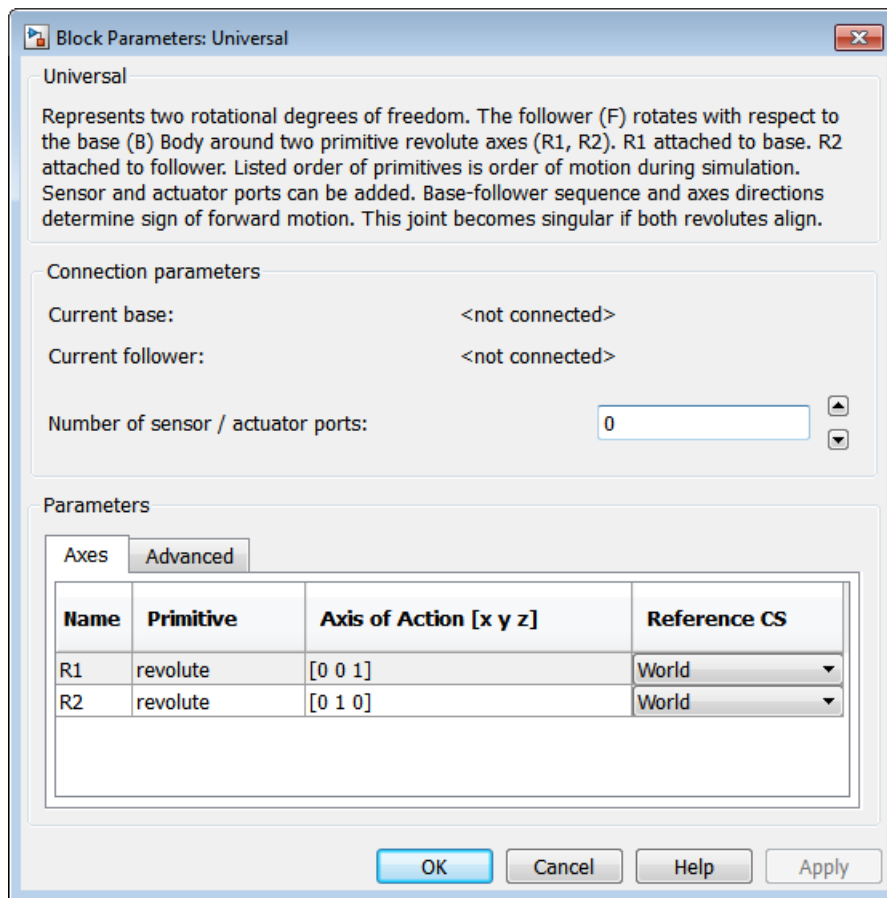 Block Parameters: Universal
Universal
Represents two rotational degrees of freedom. The follower (F) rotates with respect to
the base (B) Body around two primitive revolute axes (R1, R2). R1 attached to base. R2
attached to follower. Listed order of primitives is order of motion during simulation.
Sensor and actuator ports can be added. Base-follower sequence and axes directions
determine sign of forward motion. This joint becomes singular if both revolutes align.
Connection parameters
Current base: <not connected>
Current follower: <not connected>
Number of sensor / actuator ports: 0
Parameters
Axes Advanced
Name Primitive Axis of Action [x y z] Reference CS
R1 revolute [0 0 1] World
R2 revolute [0 1 0] World
OK Cancel Help Apply